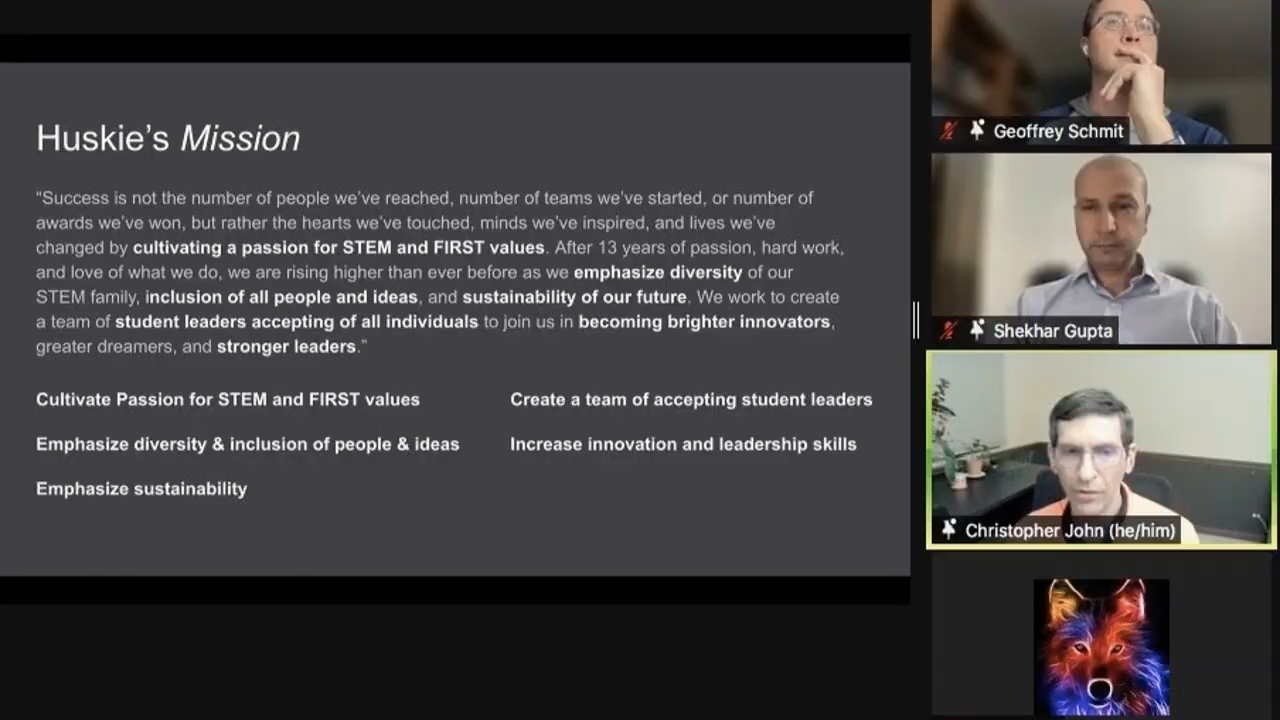 Huskie's Mission
“Success is not the number of people we’ve reached, number of teams we’ve started, or number of
awards we’ve won, but rather the hearts we’ve touched, minds we’ve inspired, and lives we’ve
changed by cultivating a passion for STEM and FIRST values. After 13 years of passion, hard work,
and love of what we do, we are rising higher than ever before as we emphasize diversity of our
STEM family, inclusion of all people and ideas, and sustainability of our future. We work to create
a team of student leaders accepting of all individuals to join us in becoming brighter innovators,
greater dreamers, and stronger leaders.”
Cultivate Passion for STEM and FIRST values
Create a team of accepting student leaders
Emphasize diversity & inclusion of people & ideas
Increase innovation and leadership skills
Emphasize sustainability
Geoffrey Schmit
Shekhar Gupta
Christopher John (he/him)